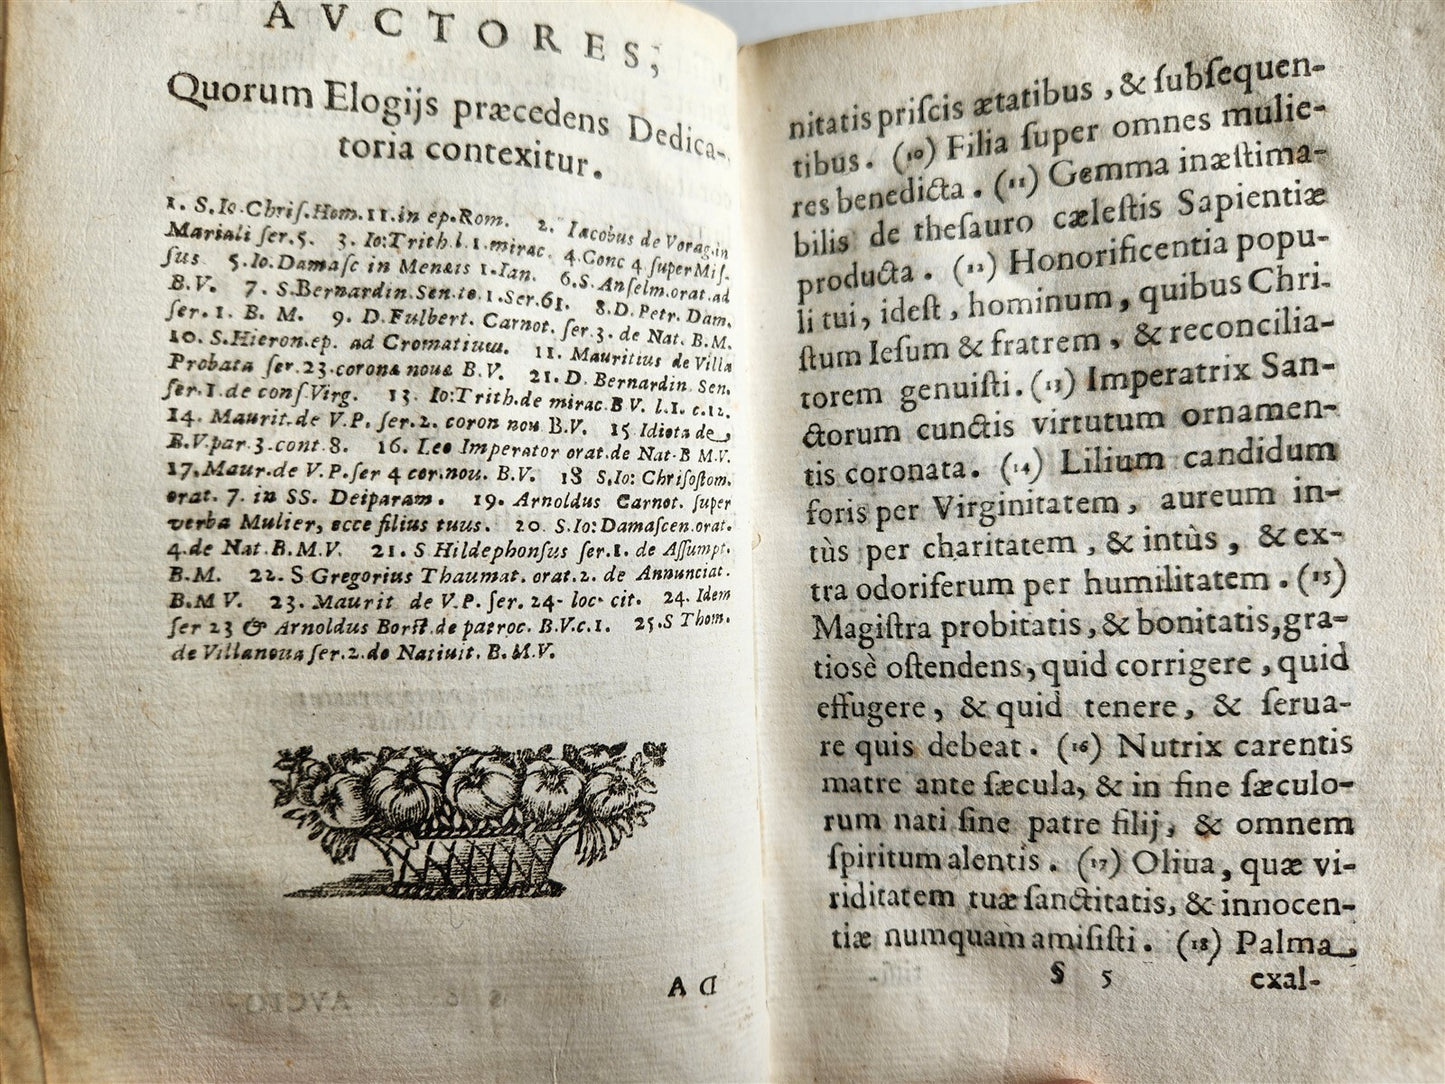 AVCTORES,
Quorum Elogijs præcedens Dedica-
toria contexitur.
1. S. Io. Chriſ. Hom. 11. in ep. Rom. 2. Iacobus de Vorag. in
Mariali ſer. 5. 3. Io: Trith. l. 1. mirac. 4. Conc 4 ſuper Miſ-
ſus 5. Io. Damaſc in Menæis 1. Ian. 6. S. Anſelm. orat. ad
B. V. 7. S. Bernardin. Sen. to. 1. Ser. 61. 8. D. Petr. Dam.
ſer. 1. B. M. 9. D. Fulbert. Carnot. ſer. 3. de Nat. B. M.
10. S. Hieron. ep. ad Cromatium. 11. Mauritius de Villa
Probata ſer. 23. corona noua B. V. 21. D. Bernardin. Sen.
ſer. 1. de conſ. Virg. 13. Io: Trith. de mirac. B V. l. 1. c. 12.
14. Maurit. de V. P. ſer. 2. coron nou B. V. 15 Idiota de
B. V. par. 3. cont. 8. 16. Leo Imperator orat. de Nat. B M. V.
17. Maur. de V. P. ſer 4 cor. nou. B. V. 18 S. Io: Chriſoſtom.
orat. 7. in SS. Deiparam. 19. Arnoldus Carnot. ſuper
verba Mulier, ecce filius tuus. 20. S. Io: Damaſcen. orat.
4. de Nat. B. M. V. 21. S Hildephonſus ſer. 1. de Aſſumpt.
B. M. 22. S Gregorius Thaumat. orat. 2. de Annunciat.
B. M V. 23. Maurit de V. P. ſer. 24. loc. cit. 24. Idem
ſer 23 & Arnoldus Borſt. de patroc. B. V. c. 1. 25. S Thom.
de Villanoua ſer. 2. de Natiuit. B. M. V.
nitatis priſcis ætatibus, & ſubſequen-
tibus. (10) Filia ſuper omnes mulie-
res benedicta. (11) Gemma inæſtima-
bilis de theſauro cæleſtis Sapientiæ
producta. (12) Honorificentia popu-
li tui, ideſt, hominum, quibus Chri-
ſtum Ieſum & fratrem, & reconcilia-
torem genuiſti. (13) Imperatrix San-
ctorum cunctis virtutum ornamen-
tis coronata. (14) Lilium candidum
foris per Virginitatem, aureum in-
tùs per charitatem, & intùs, & ex-
tra odoriferum per humilitatem. (15)
Magiſtra probitatis, & bonitatis, gra-
tiosè oſtendens, quid corrigere, quid
effugere, & quid tenere, & ſerua-
re quis debeat. (16) Nutrix carentis
matre ante ſæcula, & in fine ſæculo-
rum nati ſine patre filij, & omnem
ſpiritum alentis. (17) Oliua, quæ vi-
riditatem tuæ ſanctitatis, & innocen-
tiæ numquam amiſiſti. (18) Palma
§ 5 exal-